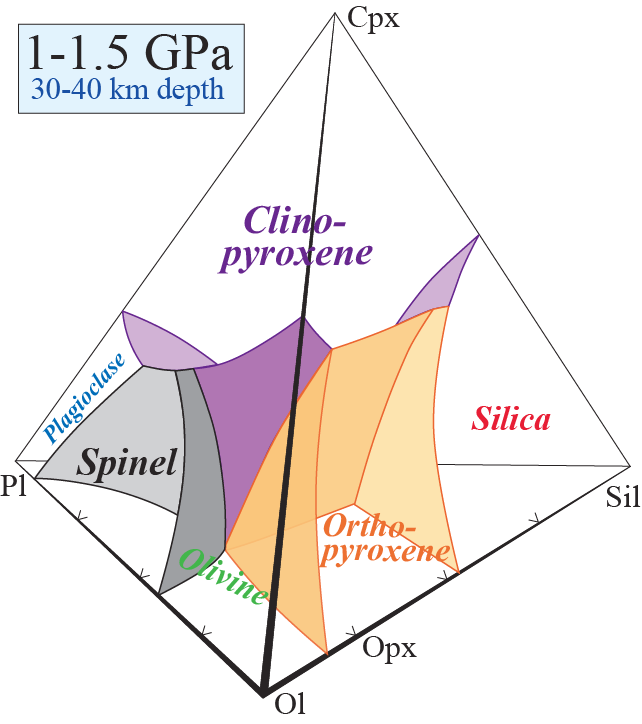 1-1.5 GPa
30-40 km depth
Cpx
Clino-
pyroxene
Plagioclase
Spinel
Silica
Pl
Sil
Ortho-
pyroxene
Olivine
Opx
Ol